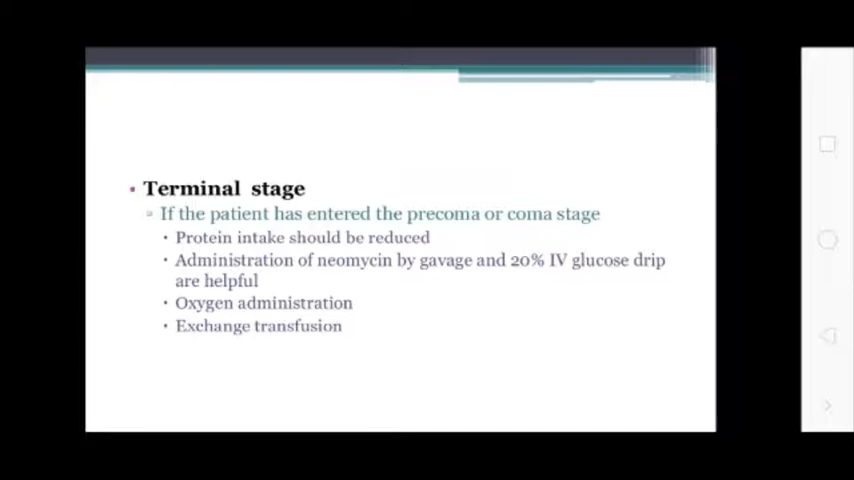 Terminal stage
If the patient has entered the precoma or coma stage
Protein intake should be reduced
Administration of neomycin by gavage and 20% IV glucose drip
are helpful
Oxygen administration
Exchange transfusion